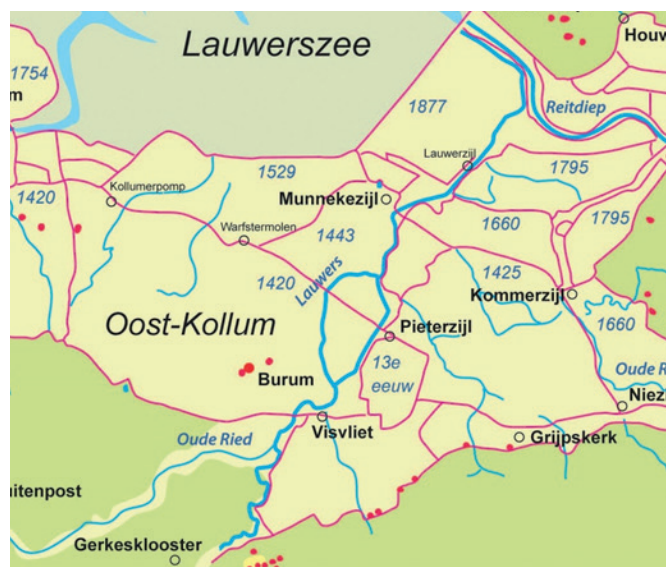 Lauwerszee
Houw
1754
m
1877
Reitdiep
Lauwerzijl
1529
1795
Kollumerpomp
1420
Munnekezijl
1660
1795
Warfstermolen
1443
1420
Lauwers
1425
Kommerzijl
Oost-Kollum
Pieterzijl
1660
13e
eeuw
Oude R
Burum
Niez
Visvliet
Oude Ried
Grijpskerk
uitenpost
Gerkesklooster